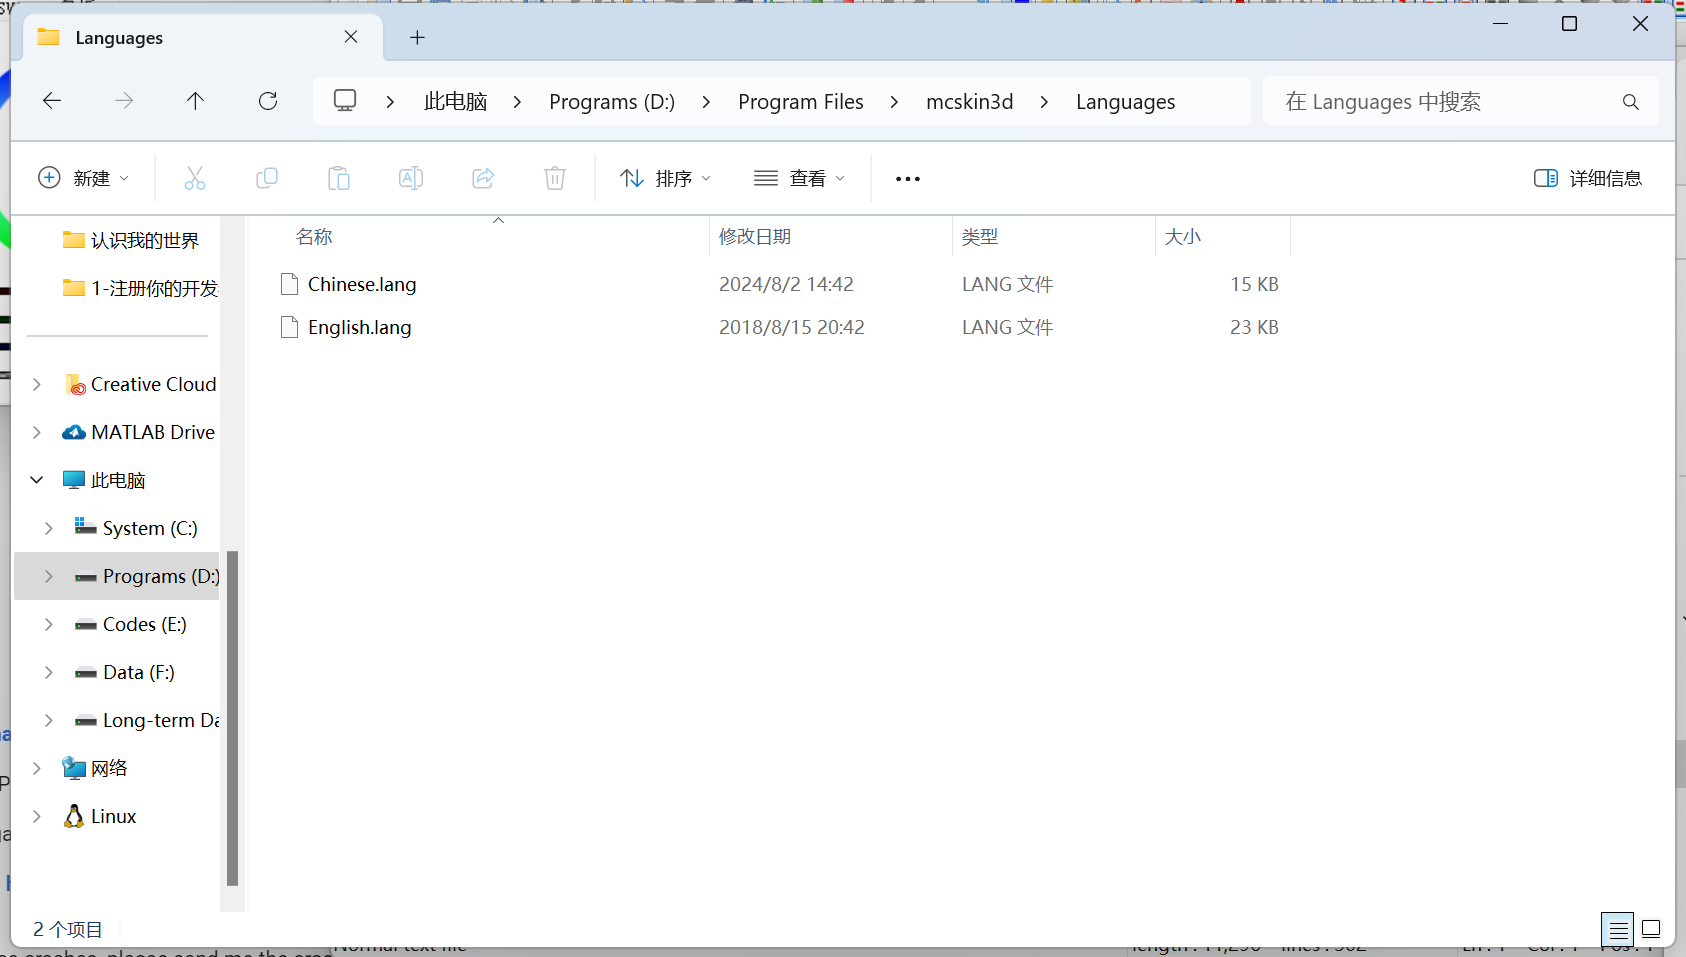 Languages
此电脑 Programs (D:) Program Files mcskin3d Languages 在 Languages 中搜索
新建 排序 查看 详细信息
名称 修改日期 类型 大小
Chinese.lang 2024/8/2 14:42 LANG 文件 15 KB
English.lang 2018/8/15 20:42 LANG 文件 23 KB
认识我的世界
1-注册你的开发
Creative Cloud
MATLAB Drive
此电脑
System (C:)
Programs (D:)
Codes (E:)
Data (F:)
Long-term Da
网络
Linux
2 个项目